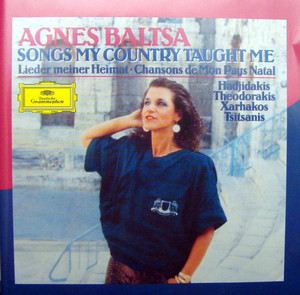 AGNES BALTSA
SONGS MY COUNTRY TAUGHT ME
Lieder meiner Heimat · Chansons de Mon Pays Natal
Deutsche
Grammophon
Hadjidakis
Theodorakis
Xarhakos
Tsitsanis